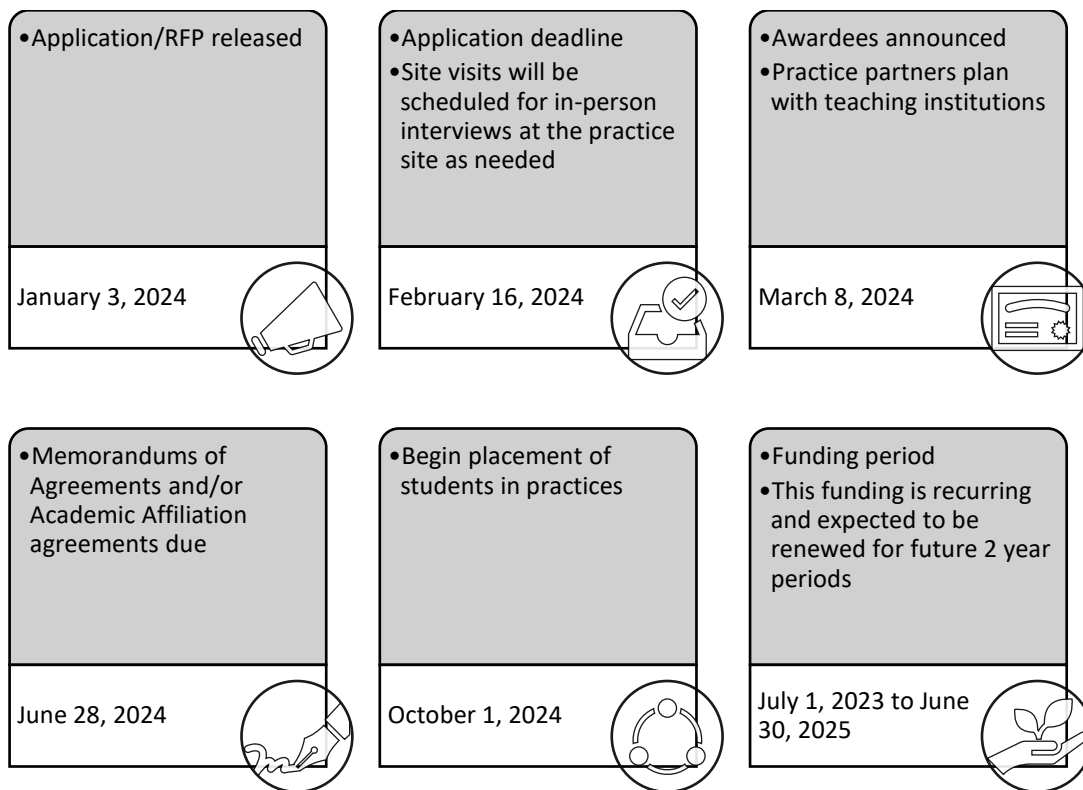 •Application/RFP released
January 3, 2024
•Application deadline
•Site visits will be
scheduled for in-person
interviews at the practice
site as needed
February 16, 2024
•Awardees announced
•Practice partners plan
with teaching institutions
March 8, 2024
•Memorandums of
Agreements and/or
Academic Affiliation
agreements due
June 28, 2024
•Begin placement of
students in practices
October 1, 2024
•Funding period
•This funding is recurring
and expected to be
renewed for future 2 year
periods
July 1, 2023 to June
30, 2025